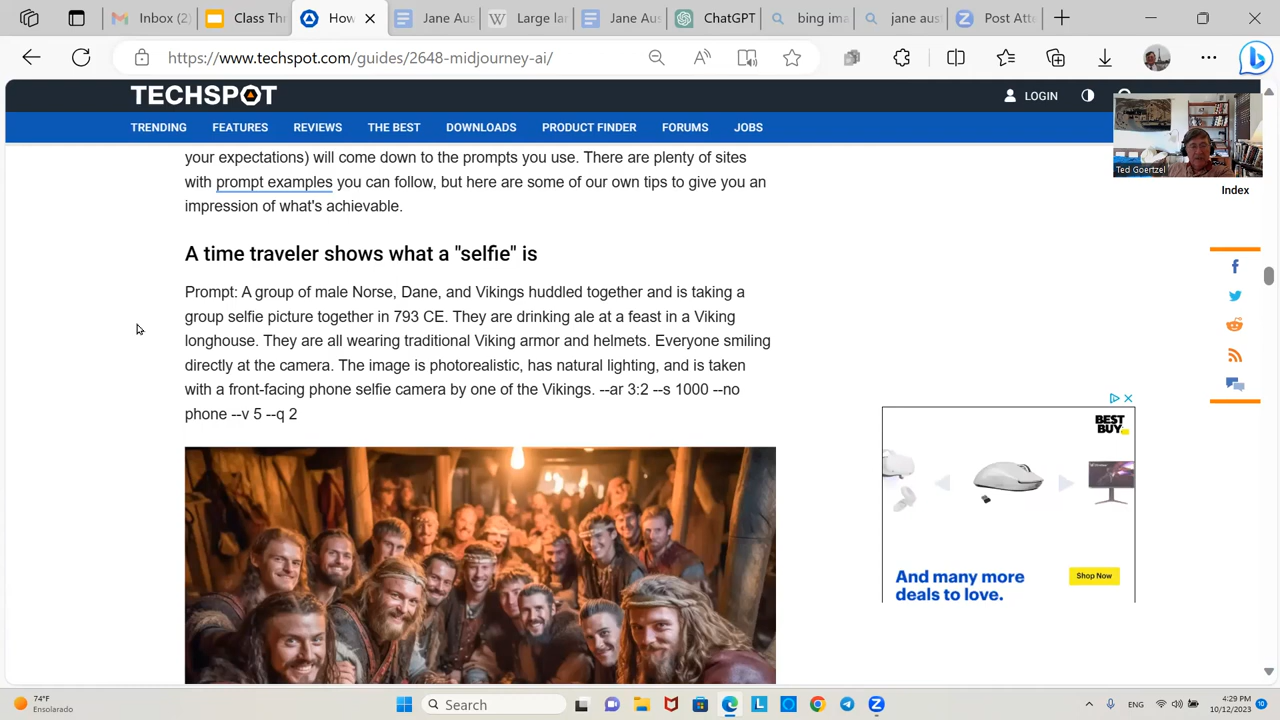 Inbox (2)
Class Thr
How
Jane Aus
Large lar
Jane Aus
ChatGPT
bing ima
jane aust
Post Atte
https://www.techspot.com/guides/2648-midjourney-ai/
TECHSPOT
LOGIN
TRENDING FEATURES REVIEWS THE BEST DOWNLOADS PRODUCT FINDER FORUMS JOBS
Ted Goertzel
Index
your expectations) will come down to the prompts you use. There are plenty of sites
with prompt examples you can follow, but here are some of our own tips to give you an
impression of what's achievable.
A time traveler shows what a "selfie" is
Prompt: A group of male Norse, Dane, and Vikings huddled together and is taking a
group selfie picture together in 793 CE. They are drinking ale at a feast in a Viking
longhouse. They are all wearing traditional Viking armor and helmets. Everyone smiling
directly at the camera. The image is photorealistic, has natural lighting, and is taken
with a front-facing phone selfie camera by one of the Vikings. --ar 3:2 --s 1000 --no
phone --v 5 --q 2
BEST
BUY
And many more
deals to love.
Shop Now
74°F
Ensolarado
Search
ENG
4:29 PM
10/12/2023
10